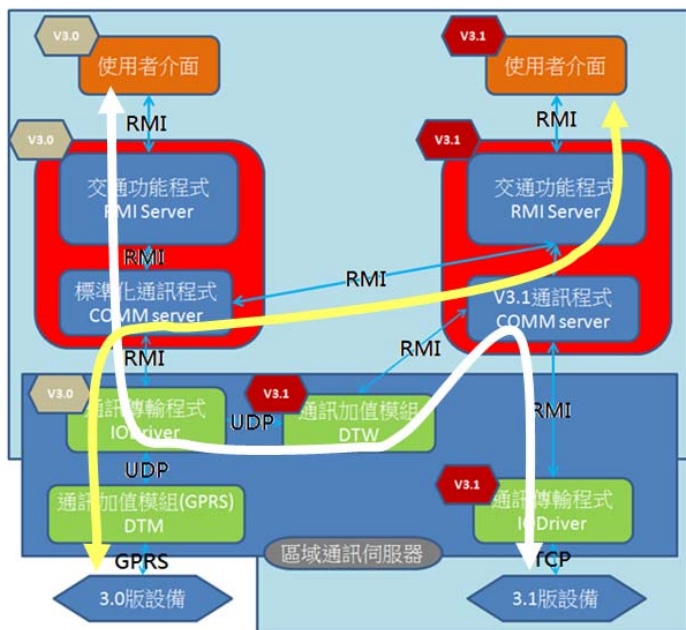 V3.0
V3.1
使用者介面
使用者介面
RMI
RMI
V3.0
V3.1
交通功能程式
RMI Server
交通功能程式
RMI Server
RMI
RMI
標準化通訊程式
COMM server
V3.1通訊程式
COMM server
RMI
RMI
V3.0
V3.1
RMI
通訊傳輸程式
IODriver
UDP
通訊加值模組
DTW
UDP
V3.1
通訊加值模組(GPRS)
DTM
通訊傳輸程式
IODriver
GPRS
區域通訊伺服器
TCP
3.0版設備
3.1版設備